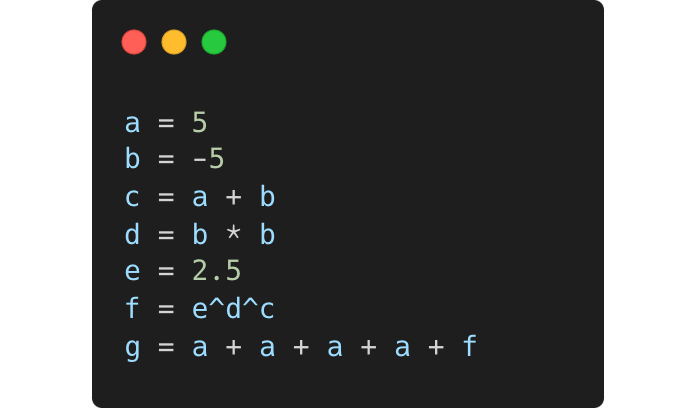 a = 5
b = -5
c = a + b
d = b * b
e = 2.5
f = e^d^c
g = a + a + a + a + f